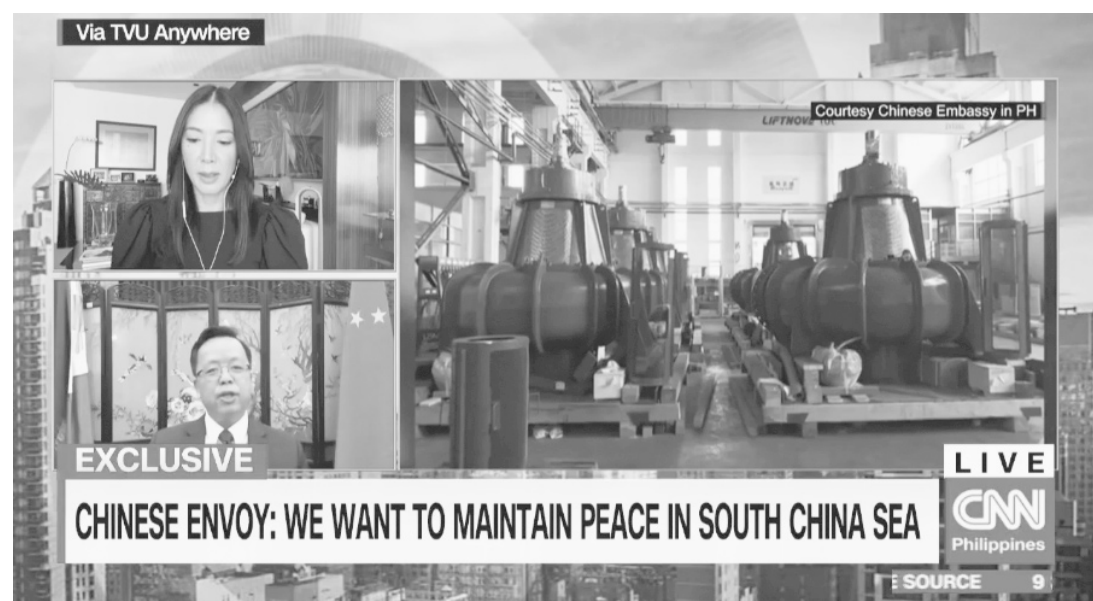 Via TVU Anywhere
Courtesy Chinese Embassy in PH
LIFTNOVE
EXCLUSIVE
LIVE
CHINESE ENVOY: WE WANT TO MAINTAIN PEACE IN SOUTH CHINA SEA
CNN
Philippines
SOURCE 9